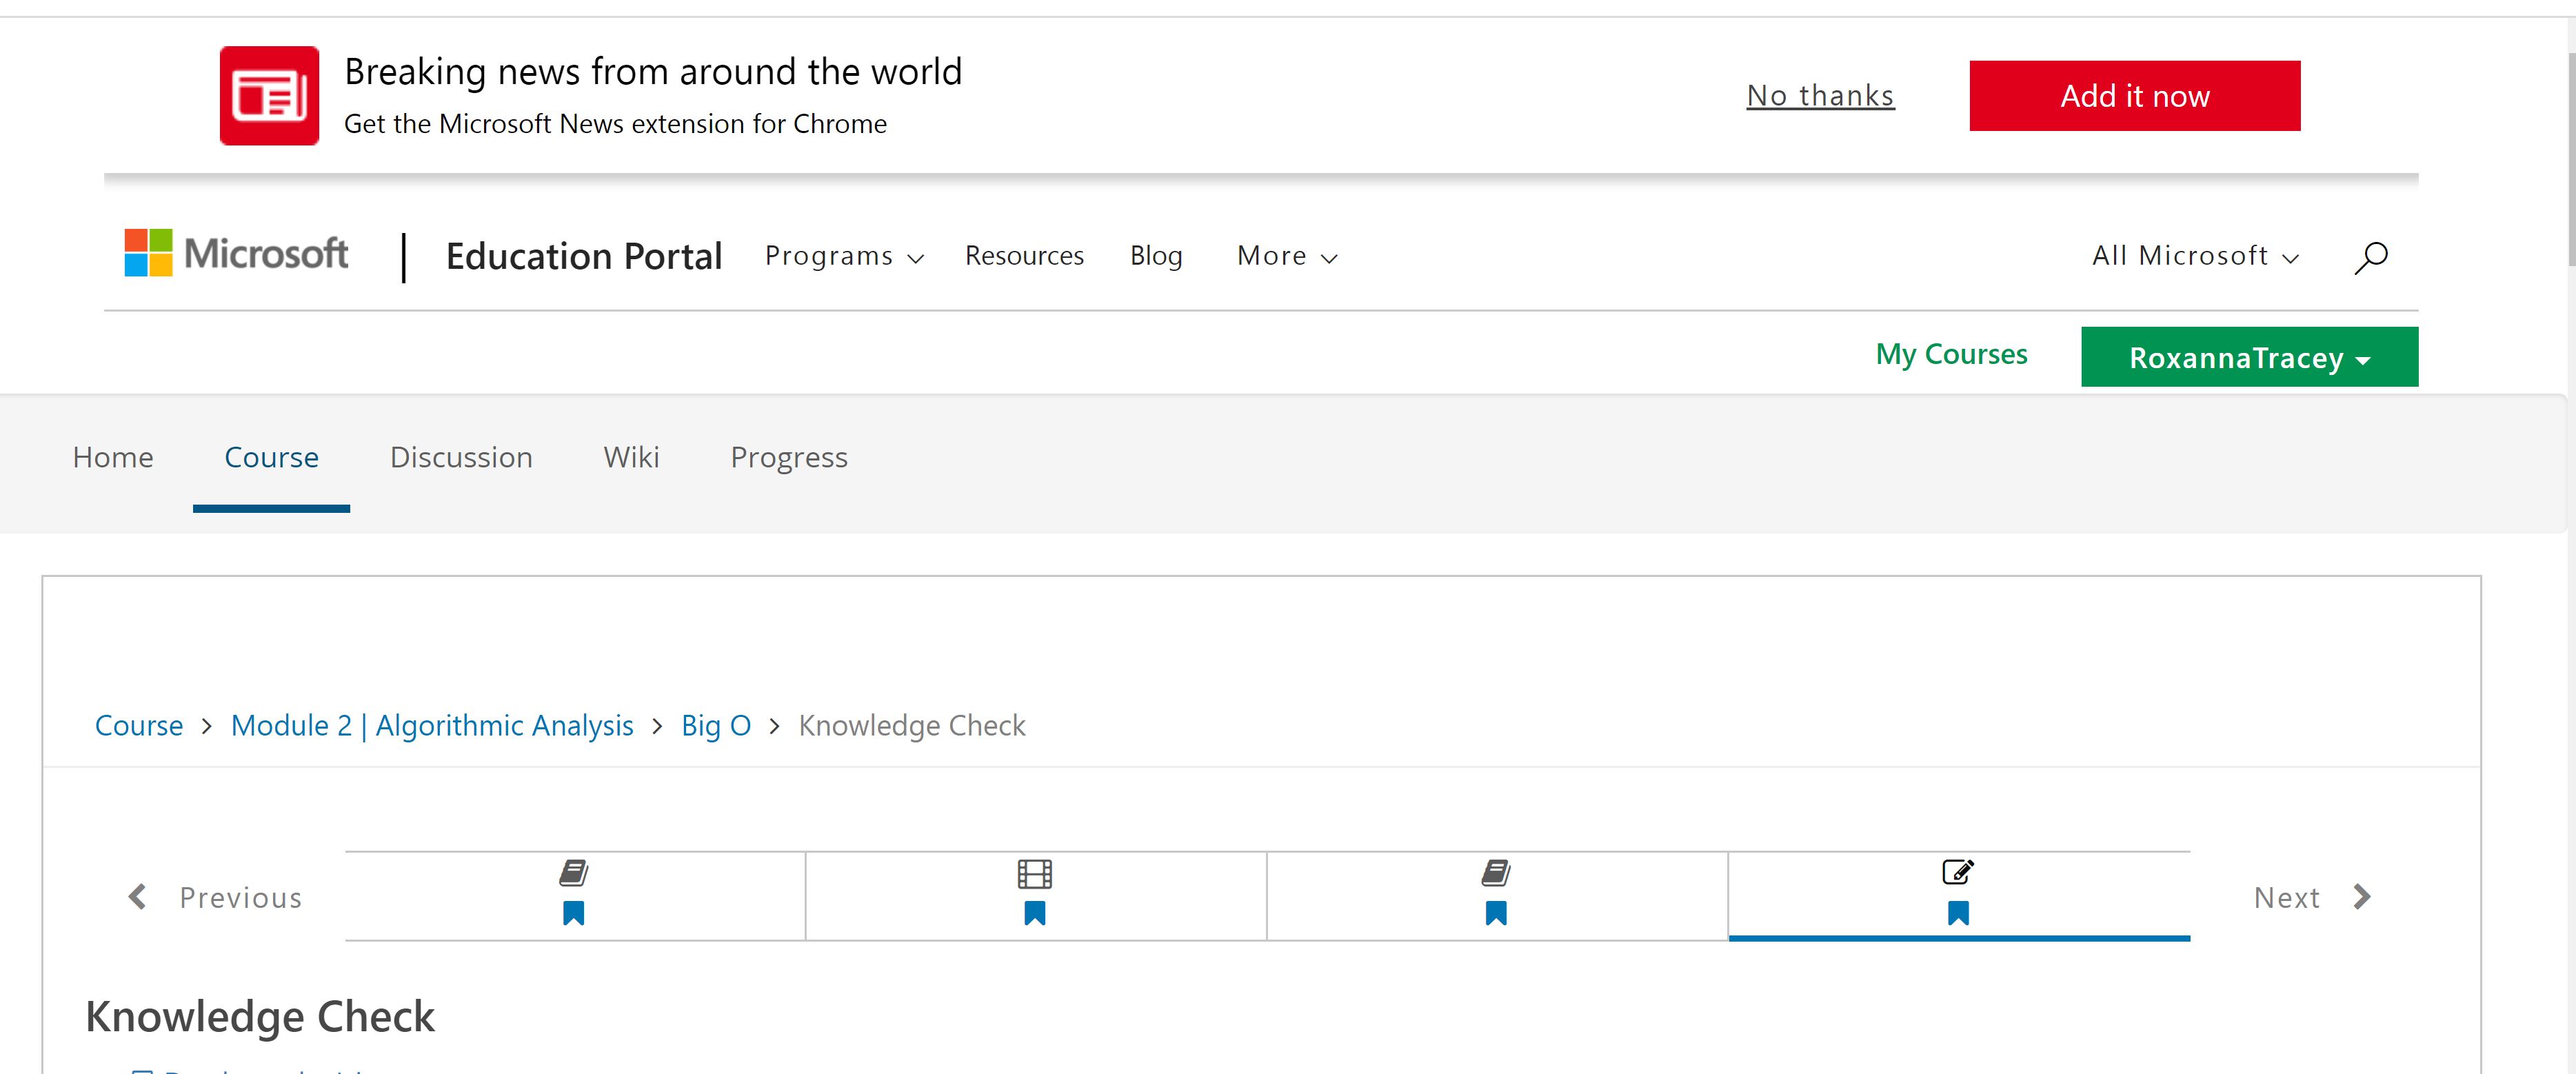 Breaking news from around the world
Get the Microsoft News extension for Chrome
No thanks
Add it now
Microsoft
Education Portal
Programs
Resources
Blog
More
All Microsoft
My Courses
RoxannaTracey
Home
Course
Discussion
Wiki
Progress
Course > Module 2 | Algorithmic Analysis > Big O > Knowledge Check
Previous
Next
Knowledge Check